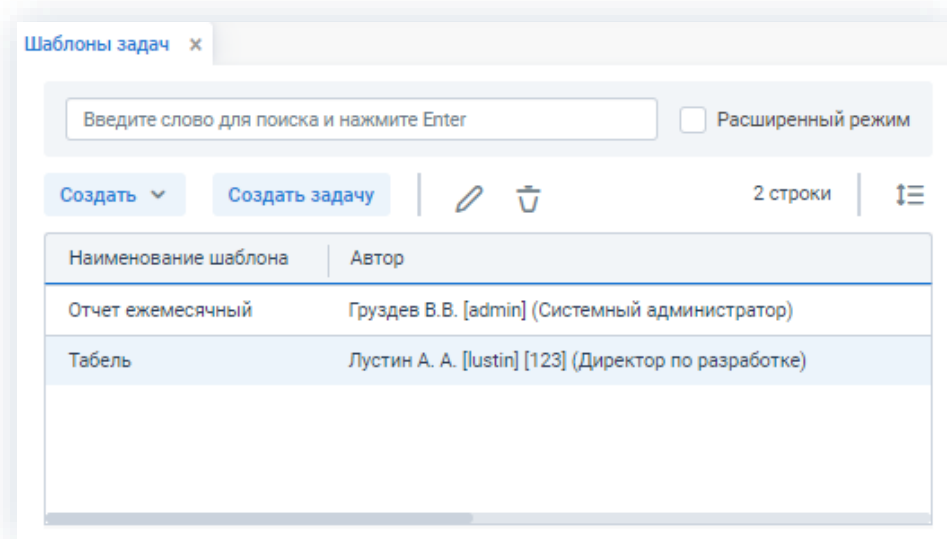 Шаблоны задач ×
Введите слово для поиска и нажмите Enter Расширенный режим
Создать Создать задачу 2 строки
Наименование шаблона Автор
Отчет ежемесячный Груздев В.В. [admin] (Системный администратор)
Табель Лустин А. А. [lustin] [123] (Директор по разработке)